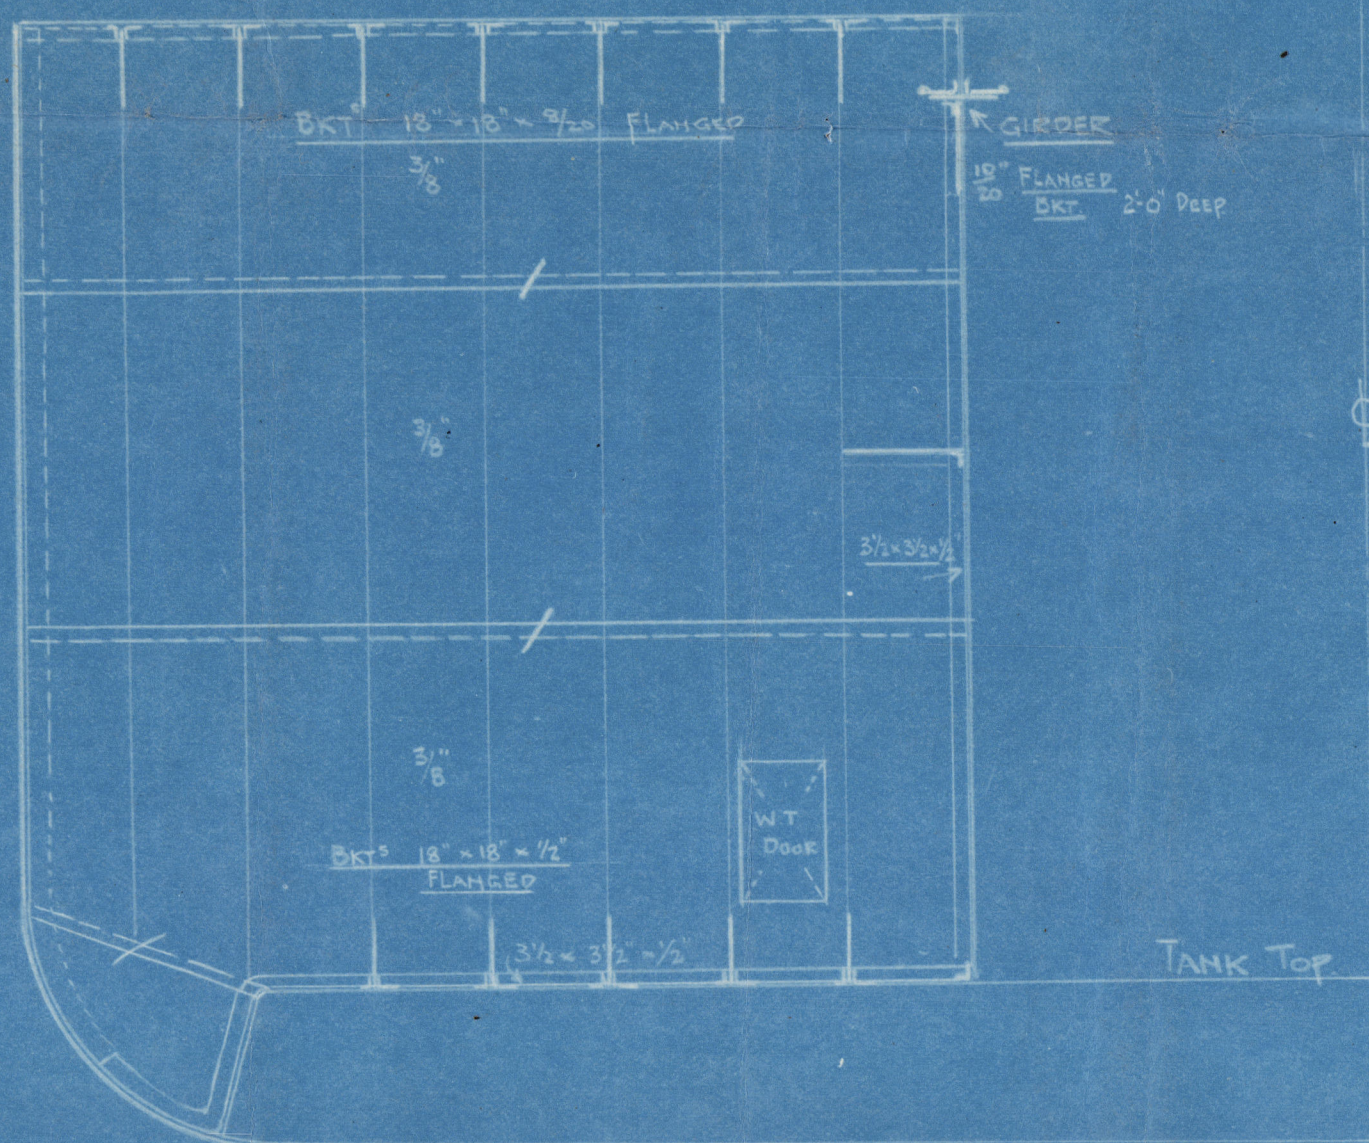 BKTS 18" × 18" × 8/20 FLANGED
3/8"
GIRDER
10"/20 FLANGED
BKT. 2'-0" DEEP
3/8"
3½ × 3½ × ½"
3/8"
W T
DOOR
BKTS 18" × 18" × ½"
FLANGED
3½ × 3½" × ½"
TANK TOP